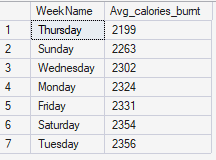 WeekName Avg_calories_burnt
1 Thursday 2199
2 Sunday 2263
3 Wednesday 2302
4 Monday 2324
5 Friday 2331
6 Saturday 2354
7 Tuesday 2356